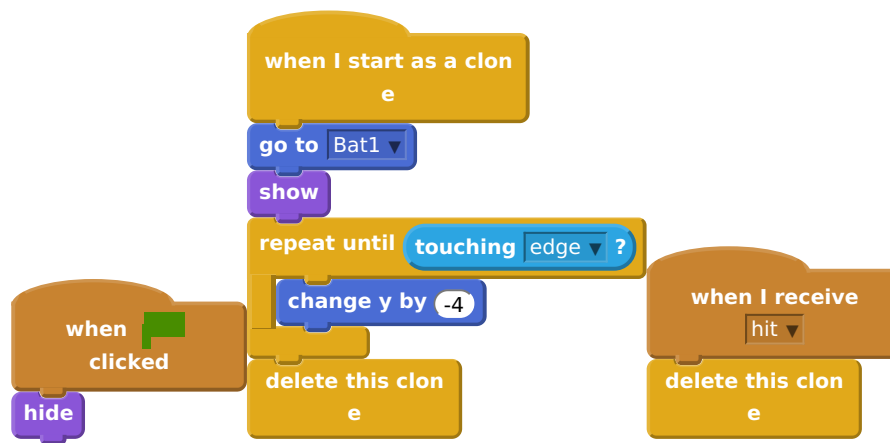 when
clicked
hide
when I start as a clon
e
go to Bat1 ▼
show
repeat until touching edge ▼ ?
change y by -4
delete this clon
e
when I receive
hit ▼
delete this clon
e